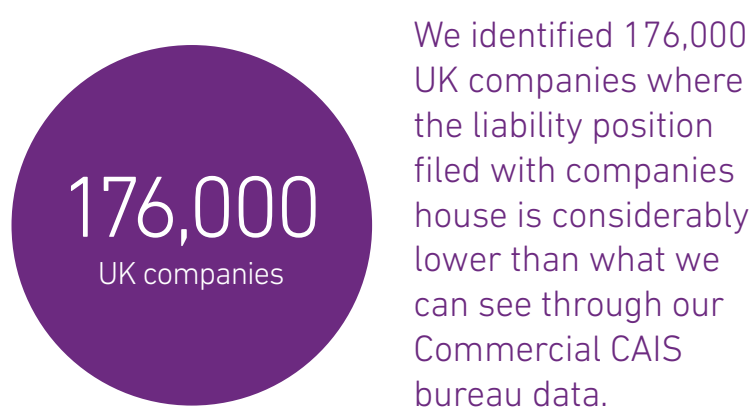 176,000
UK companies
We identified 176,000
UK companies where
the liability position
filed with companies
house is considerably
lower than what we
can see through our
Commercial CAIS
bureau data.